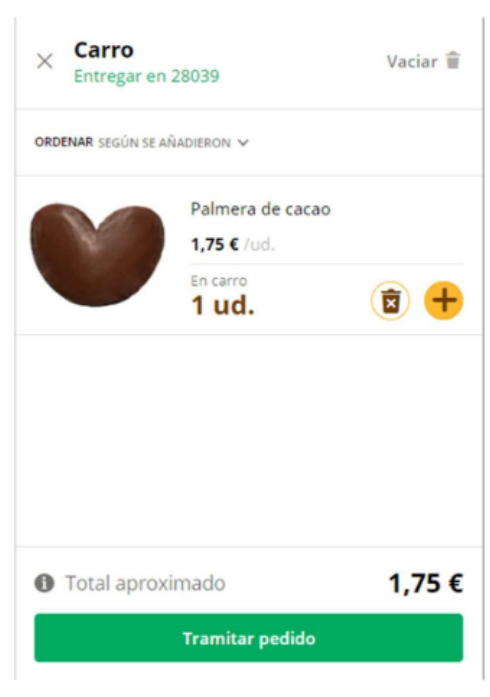 Carro
Entregar en 28039
Vaciar
ORDENAR SEGÚN SE AÑADIERON
Palmera de cacao
1,75 € /ud.
En carro
1 ud.
Total aproximado
1,75 €
Tramitar pedido